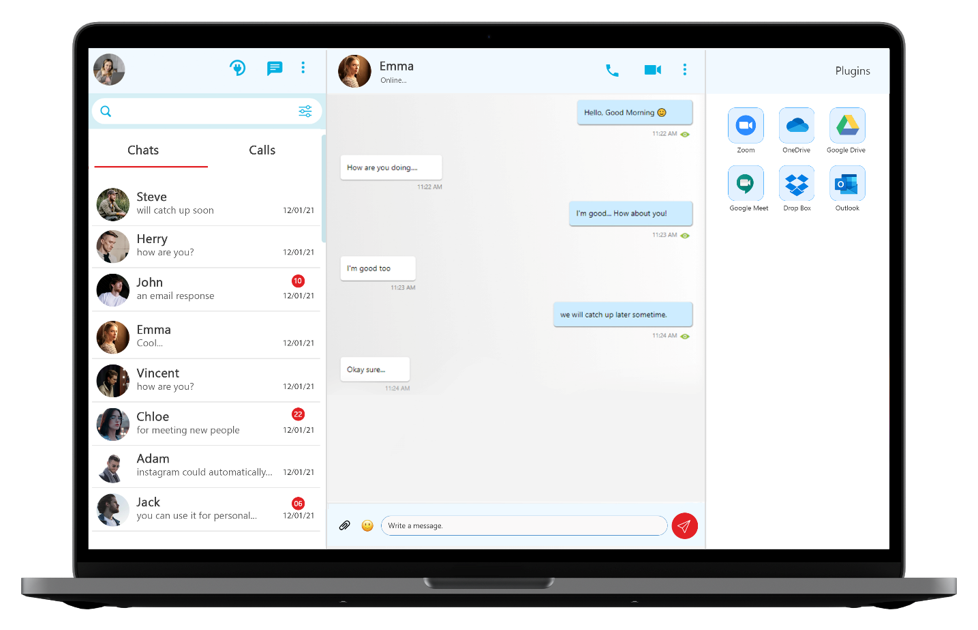 Chats
Calls
Steve
will catch up soon
12/01/21
Herry
how are you?
12/01/21
John
10
an email response
12/01/21
Emma
Cool...
12/01/21
Vincent
how are you?
12/01/21
Chloe
22
for meeting new people
12/01/21
Adam
instagram could automatically...
12/01/21
Jack
06
you can use it for personal...
12/01/21
Emma
Online...
Hello, Good Morning 😊
11:22 AM
How are you doing....
11:22 AM
I'm good... How about you!
11:23 AM
I'm good too
11:23 AM
we will catch up later sometime.
11:24 AM
Okay sure...
11:24 AM
Write a message.
Plugins
Zoom
OneDrive
Google Drive
Google Meet
Drop Box
Outlook